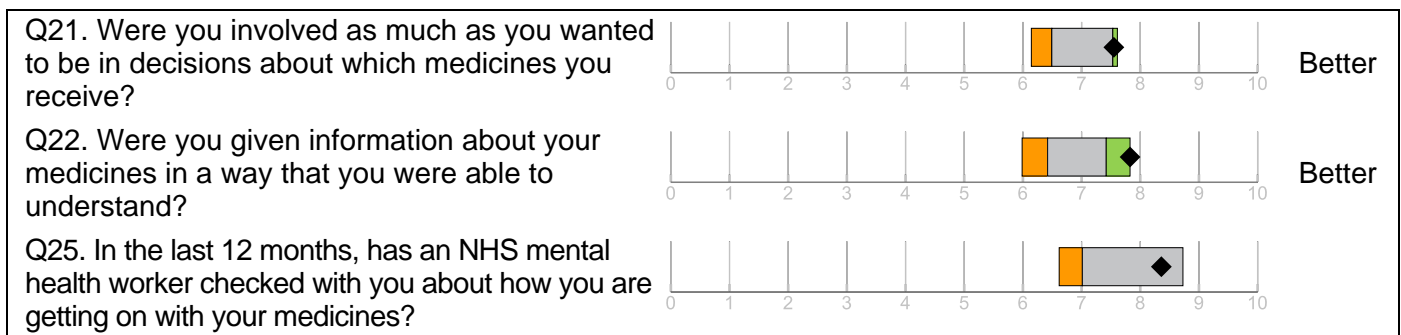 Q21. Were you involved as much as you wanted
to be in decisions about which medicines you
receive?
0 1 2 3 4 5 6 7 8 9 10
Better
Q22. Were you given information about your
medicines in a way that you were able to
understand?
0 1 2 3 4 5 6 7 8 9 10
Better
Q25. In the last 12 months, has an NHS mental
health worker checked with you about how you are
getting on with your medicines?
0 1 2 3 4 5 6 7 8 9 10